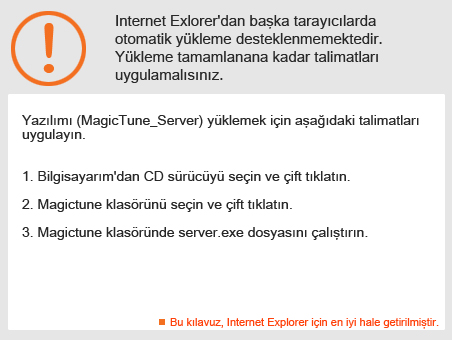 Internet Exlorer'dan başka tarayıcılarda
otomatik yükleme desteklenmemektedir.
Yükleme tamamlanana kadar talimatları
uygulamalısınız.
Yazılımı (MagicTune_Server) yüklemek için aşağıdaki talimatları
uygulayın.
1. Bilgisayarım'dan CD sürücüyü seçin ve çift tıklatın.
2. Magictune klasörünü seçin ve çift tıklatın.
3. Magictune klasöründe server.exe dosyasını çalıştırın.
Bu kılavuz, Internet Explorer için en iyi hale getirilmiştir.